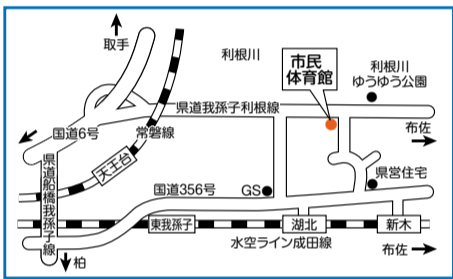 取手
利根川
市民
体育館
利根川
ゆうゆう公園
県道我孫子利根線
国道6号
常磐線
布佐
天王台
県道船橋我孫子線
国道356号
GS
県営住宅
東我孫子
湖北
新木
水空ライン成田線
布佐
柏